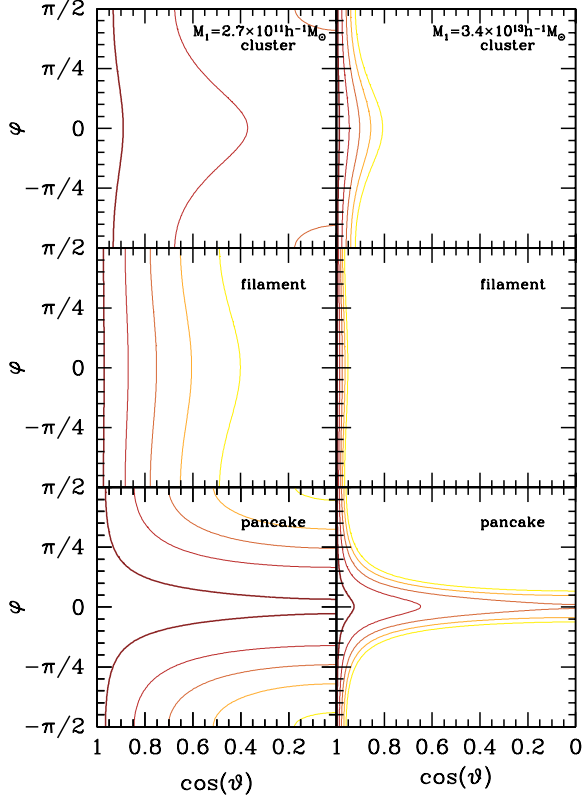 π/2
M₁=2.7×10¹¹h⁻¹M⊙
cluster
M₁=3.4×10¹³h⁻¹M⊙
cluster
π/4
φ
0
−π/4
π/2
filament
filament
π/4
φ
0
−π/4
π/2
pancake
pancake
π/4
φ
0
−π/4
−π/2
1 0.8 0.6 0.4 0.2 1 0.8 0.6 0.4 0.2 0
cos(ϑ)
cos(ϑ)